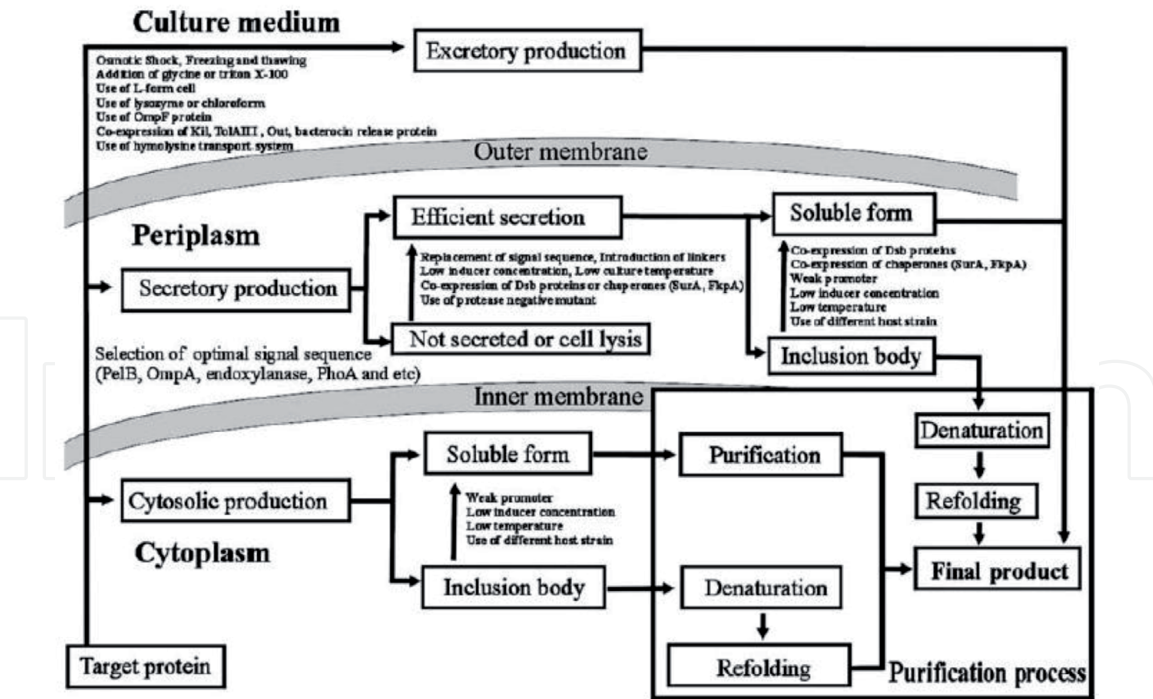 Culture medium
Excretory production
Osmotic Shock, Freezing and thawing
Addition of glycine or triton X-100
Use of L-form cell
Use of lysozyme or chloroform
Use of OmpF protein
Co-expression of Kil, TolAIII , Out, bacterocin release protein
Use of hymolysine transport system
Outer membrane
Periplasm
Efficient secretion
Soluble form
Replacement of signal sequence, Introduction of linkers
Low inducer concentration, Low culture temperature
Co-expression of Dsb proteins or chaperones (SurA, FkpA)
Use of protease negative mutant
Co-expression of Dsb proteins
Co-expression of chaperones (SurA, FkpA)
Weak promoter
Low inducer concentration
Low temperature
Use of different host strain
Secretory production
Not secreted or cell lysis
Inclusion body
Selection of optimal signal sequence
(PelB, OmpA, endoxylanase, PhoA and etc)
Inner membrane
Denaturation
Soluble form
Purification
Cytosolic production
Weak promoter
Low inducer concentration
Low temperature
Use of different host strain
Refolding
Cytoplasm
Inclusion body
Denaturation
Final product
Target protein
Refolding
Purification process